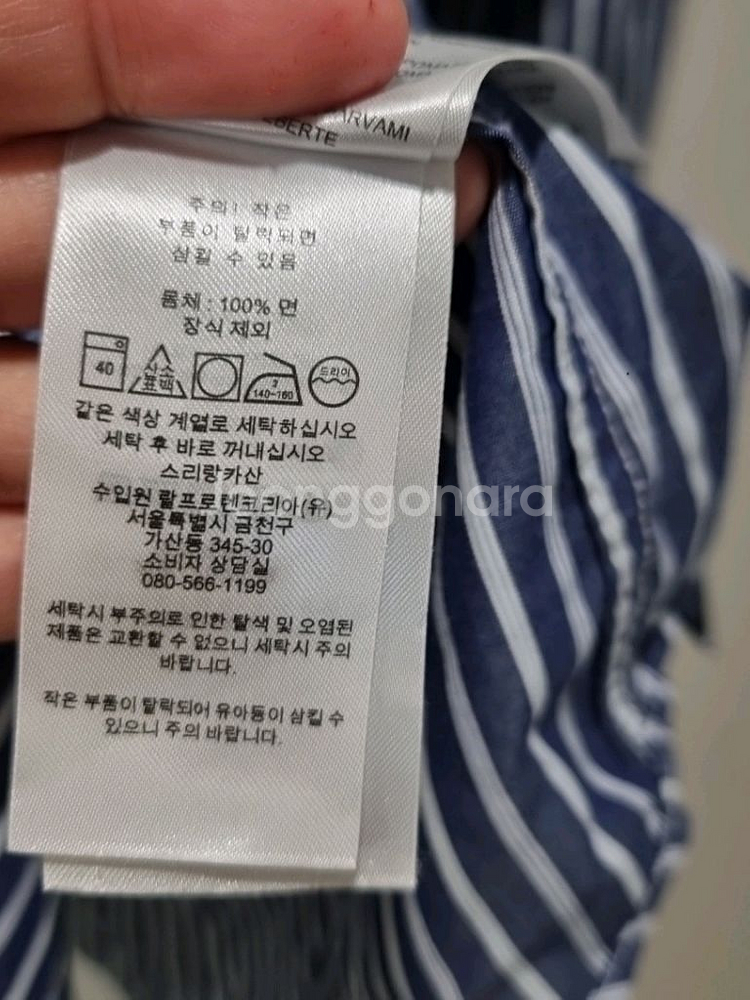 ARVAMI
EBERTE
주의! 작은
부품이 탈락되면
삼킬 수 있음
몸체 : 100% 면
장식 제외
40
산소
표백
2
140~160
드라이
같은 색상 계열로 세탁하십시오
세탁 후 바로 꺼내십시오
스리랑카산
수입원 랄프로렌코리아(유)
서울특별시 금천구
가산동 345-30
소비자 상담실
080-566-1199
세탁시 부주의로 인한 탈색 및 오염된
제품은 교환할 수 없으니 세탁시 주의
바랍니다.
작은 부품이 탈락되어 유아등이 삼킬 수
있으니 주의 바랍니다.